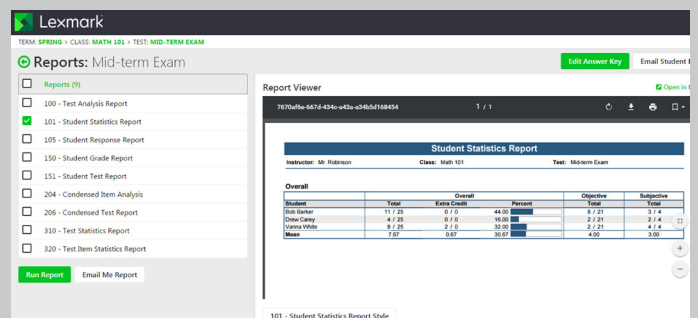 Lexmark
TERM: SPRING > CLASS: MATH 101 > TEST: MID-TERM EXAM
Reports: Mid-term Exam
Edit Answer Key
Email Student
Reports (9)
100 - Test Analysis Report
101 - Student Statistics Report
105 - Student Response Report
150 - Student Grade Report
151 - Student Test Report
204 - Condensed Item Analysis
206 - Condensed Test Report
310 - Test Statistics Report
320 - Test Item Statistics Report
Run Report
Email Me Report
Report Viewer
Open in
7670af6e-667d-434c-a43a-a34b5d168454 1 / 1
Student Statistics Report
Instructor: Mr. Robinson Class: Math 101 Test: Mid-term Exam
Overall
Overall Objective Subjective
Student Total Extra Credit Percent Total Total
Bob Barker 11 / 25 0 / 0 44.00 8 / 21 3 / 4
Drew Carey 4 / 25 0 / 0 16.00 2 / 21 2 / 4
Vanna White 8 / 25 2 / 0 32.00 2 / 21 4 / 4
Mean 7.67 0.67 30.67 4.00 3.00
101 - Student Statistics Report Style